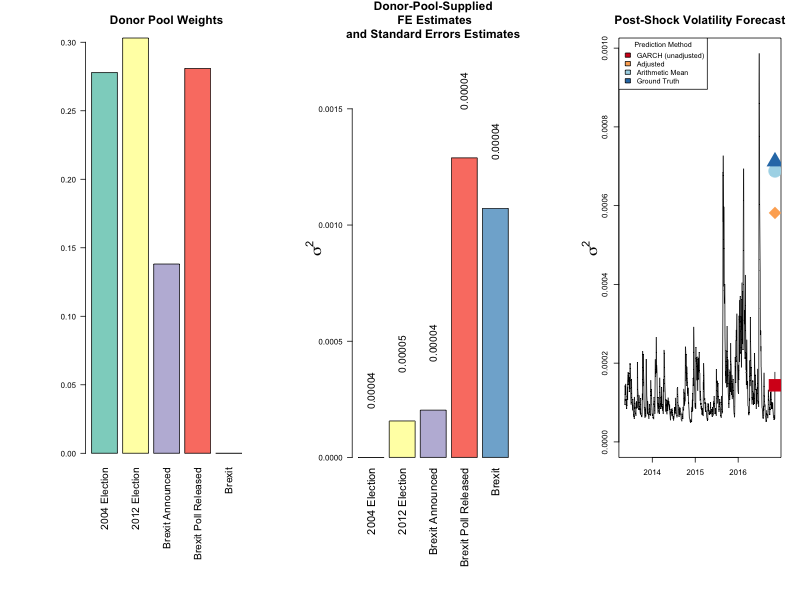 Donor Pool Weights
0.30
0.25
0.20
0.15
0.10
0.05
0.00
2004 Election
2012 Election
Brexit Announced
Brexit Poll Released
Brexit
Donor-Pool-Supplied
FE Estimates
and Standard Errors Estimates
σ2
0.0015
0.0010
0.0005
0.0000
0.00004
0.00005
0.00004
0.00004
0.00004
2004 Election
2012 Election
Brexit Announced
Brexit Poll Released
Brexit
Post-Shock Volatility Forecast
Prediction Method
GARCH (unadjusted)
Adjusted
Arithmetic Mean
Ground Truth
σ2
0.0010
0.0008
0.0006
0.0004
0.0002
0.0000
2014
2015
2016